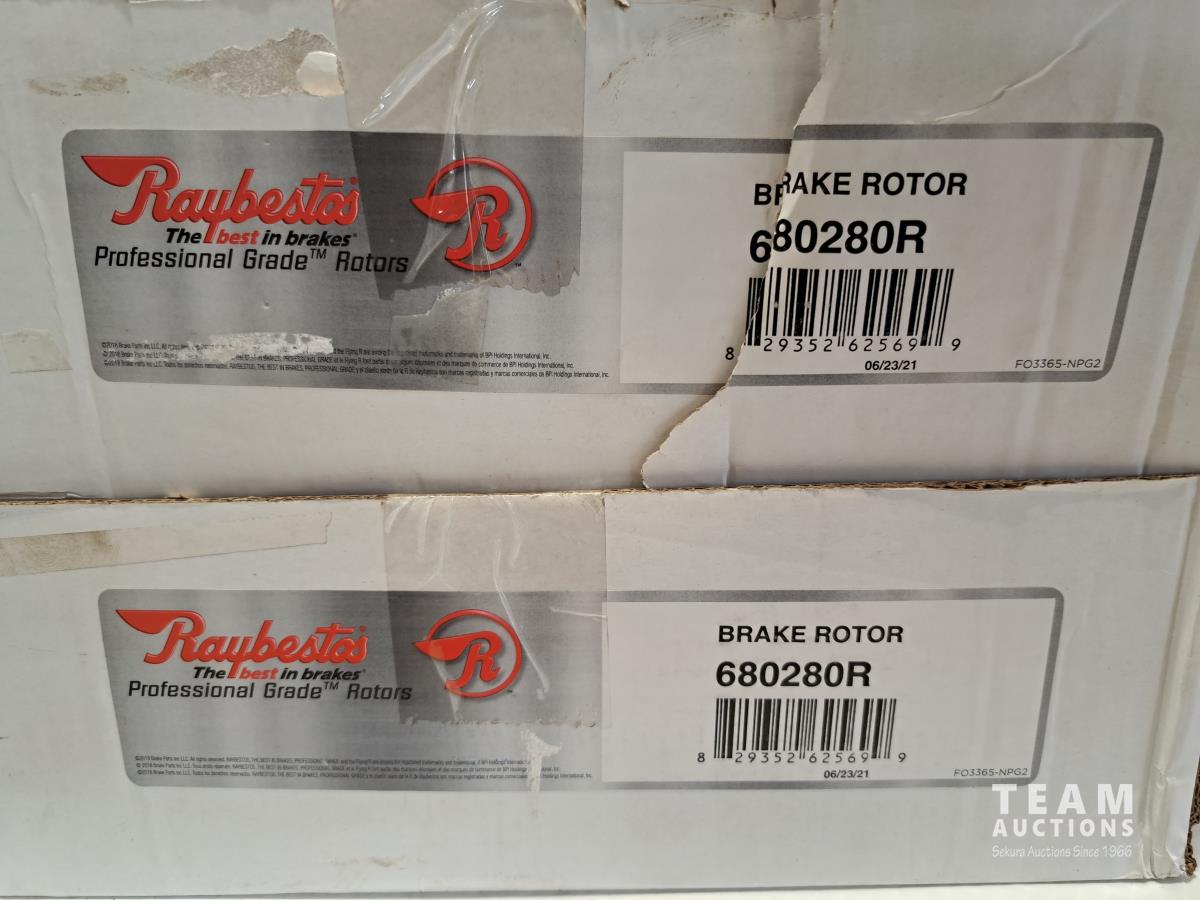 Raybestos
The best in brakes®
Professional Grade™ Rotors
R
BRAKE ROTOR
680280R
8 29352 62569 9
06/23/21
FO3365-NPG2
Raybestos
The best in brakes®
Professional Grade™ Rotors
R
BRAKE ROTOR
680280R
8 29352 62569 9
06/23/21
FO3365-NPG2
TEAM
AUCTIONS
Sekura Auctions Since 1966